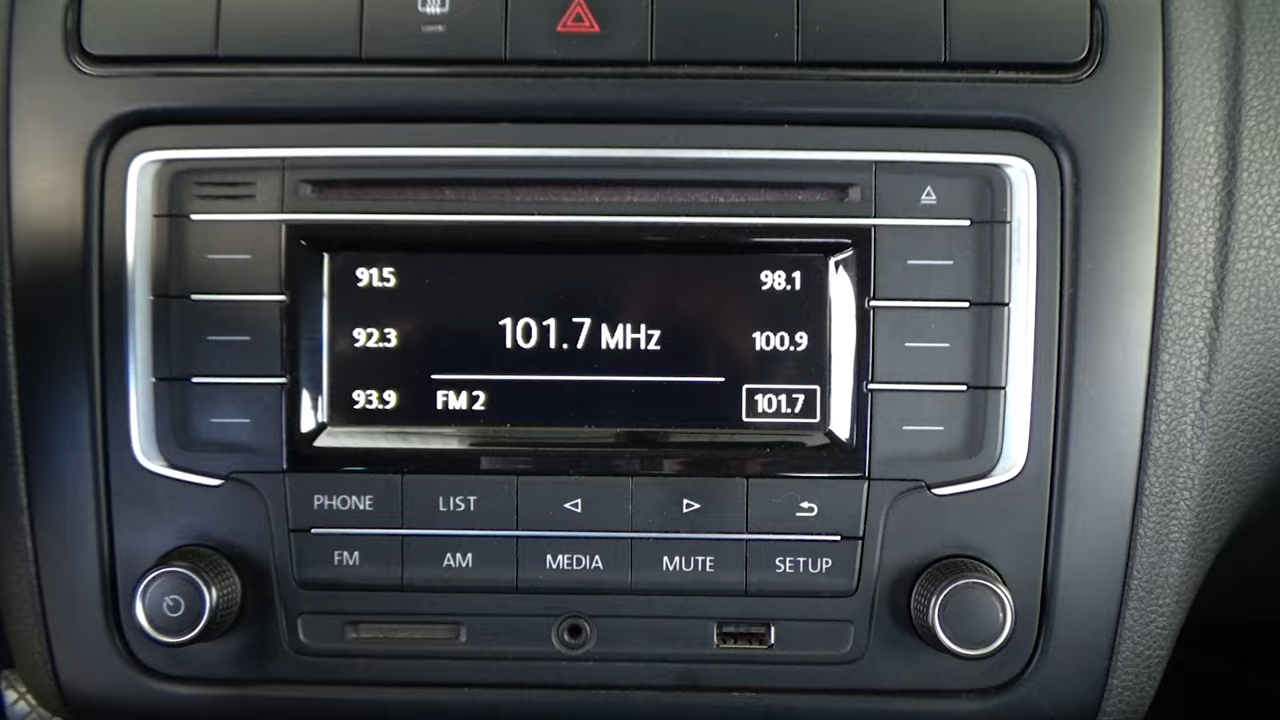 91.5 98.1
92.3 101.7 MHz 100.9
93.9 FM 2 101.7
PHONE LIST
FM AM MEDIA MUTE SETUP